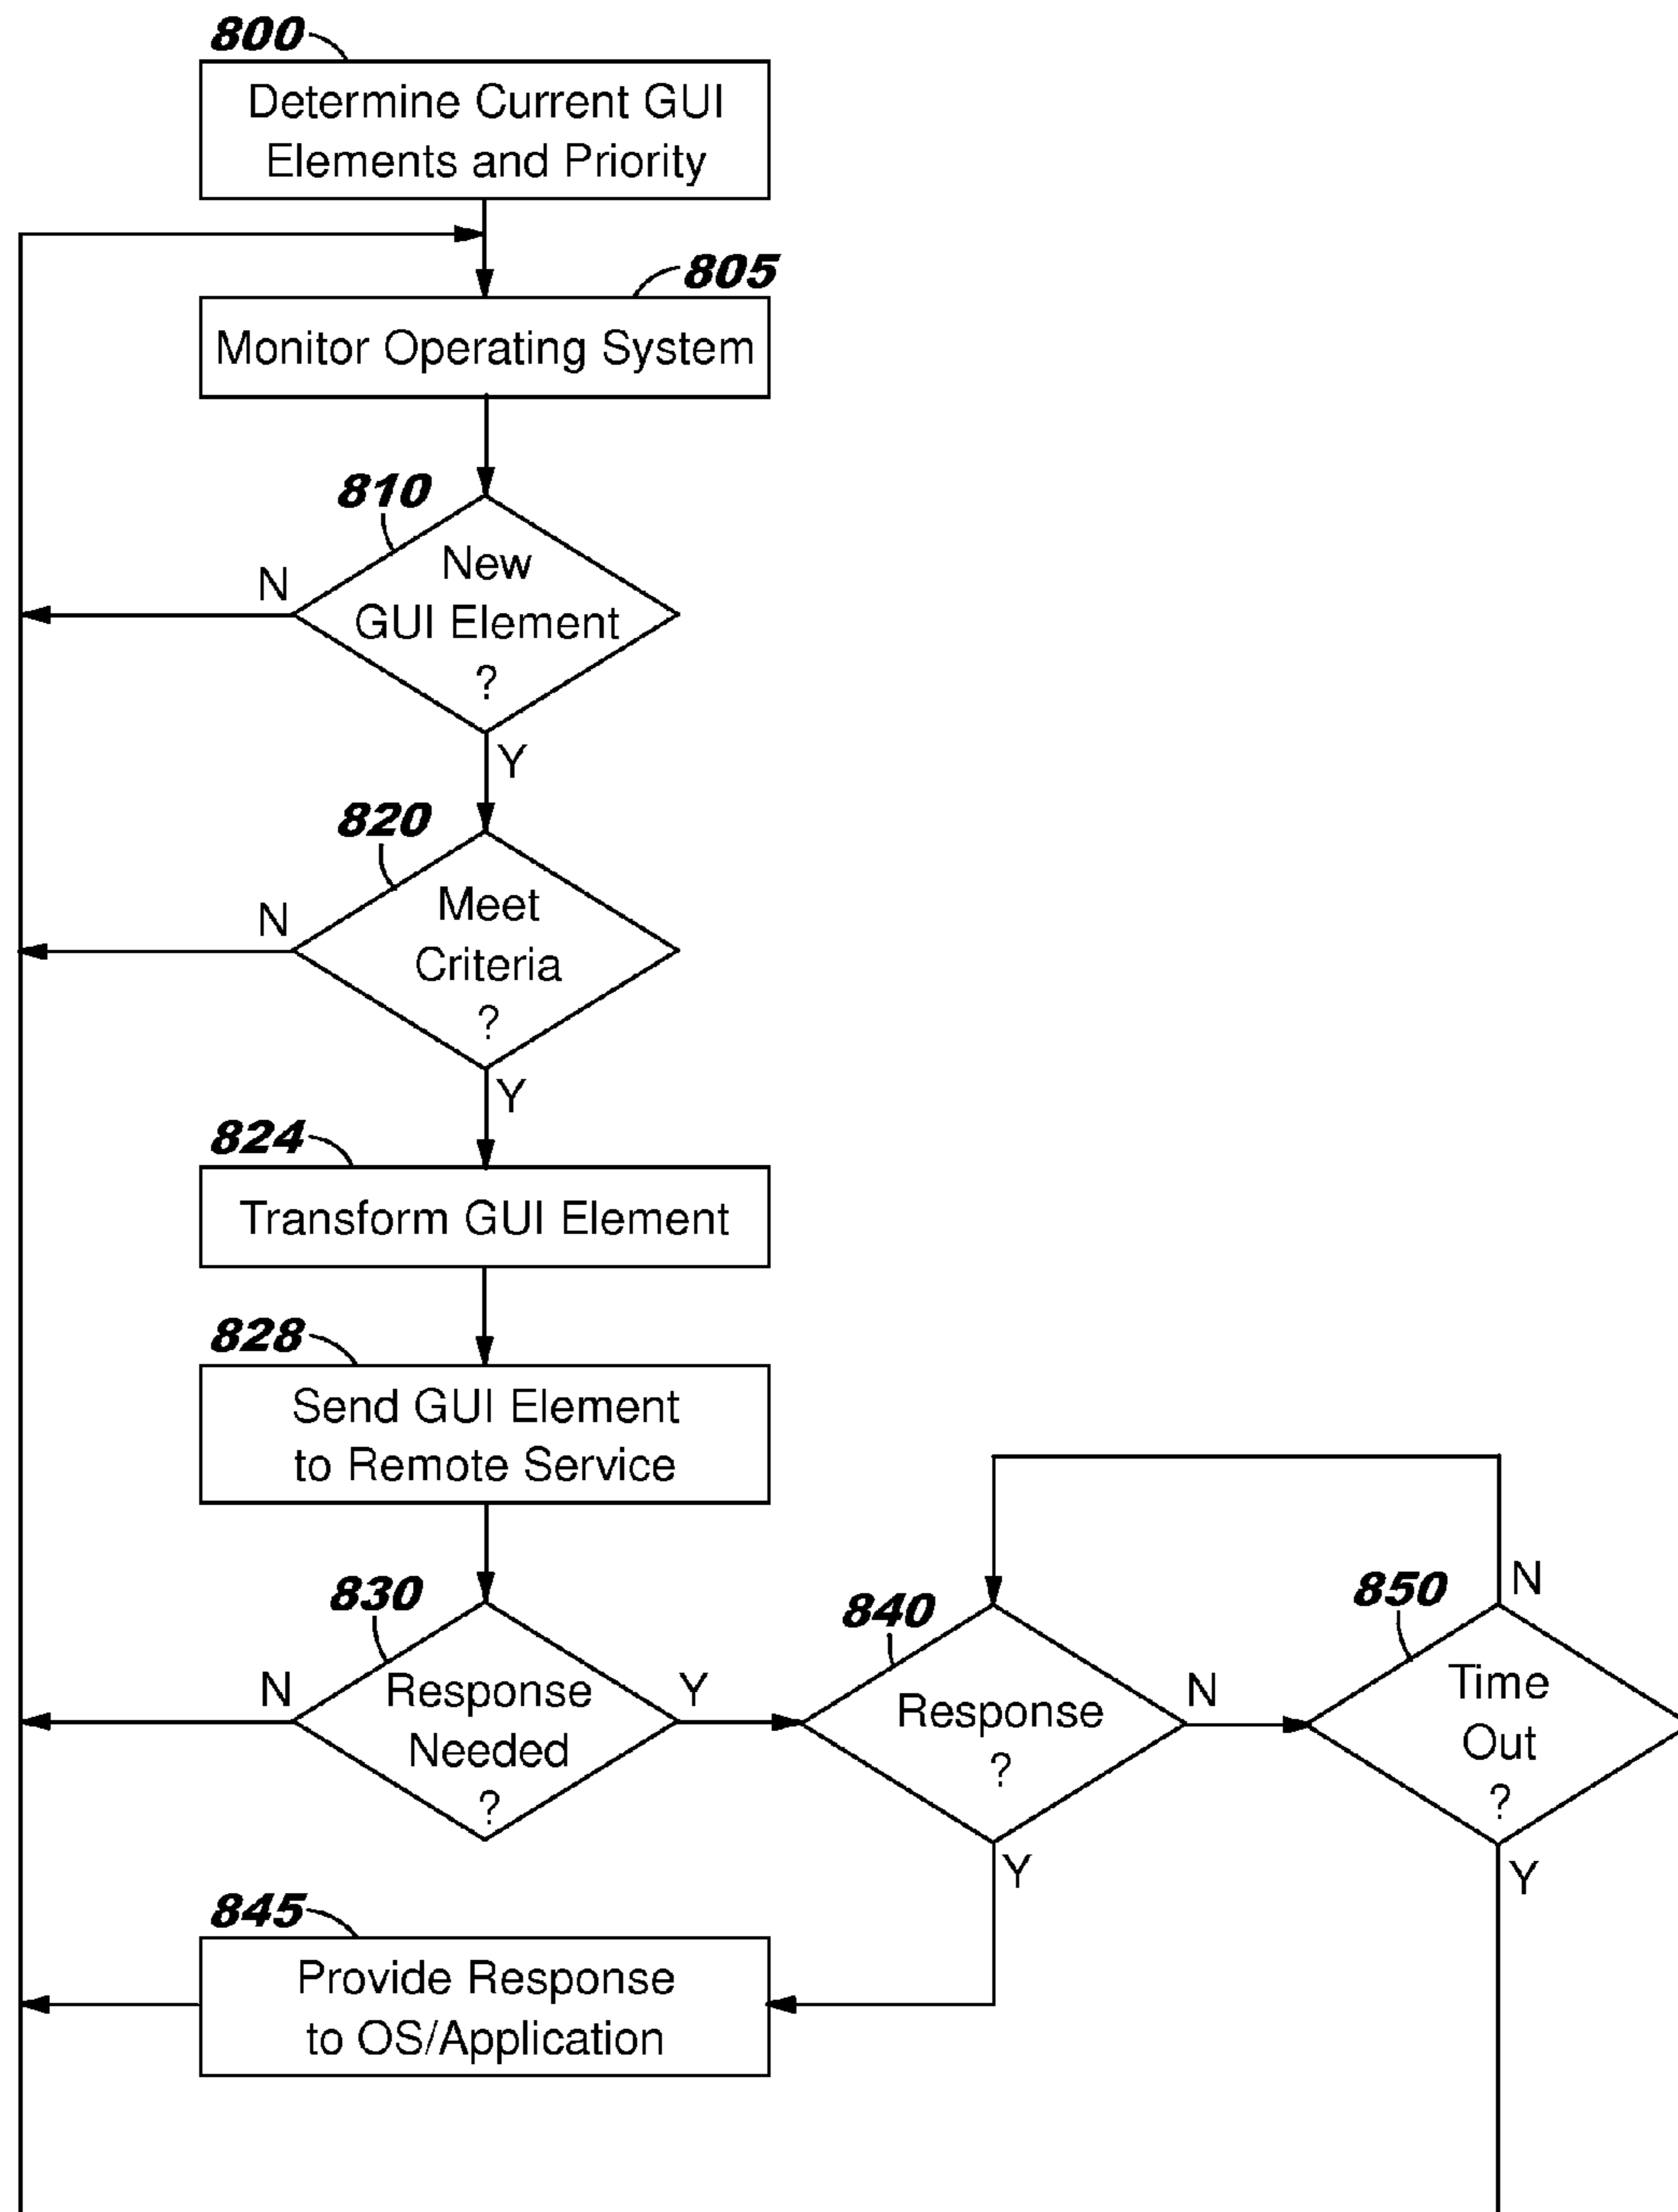 800
Determine Current GUI
Elements and Priority
805
Monitor Operating System
810
New
GUI Element
?
N
Y
820
Meet
Criteria
?
N
Y
824
Transform GUI Element
828
Send GUI Element
to Remote Service
830
Response
Needed
?
N
Y
840
Response
?
N
Y
850
Time
Out
?
N
Y
845
Provide Response
to OS/Application